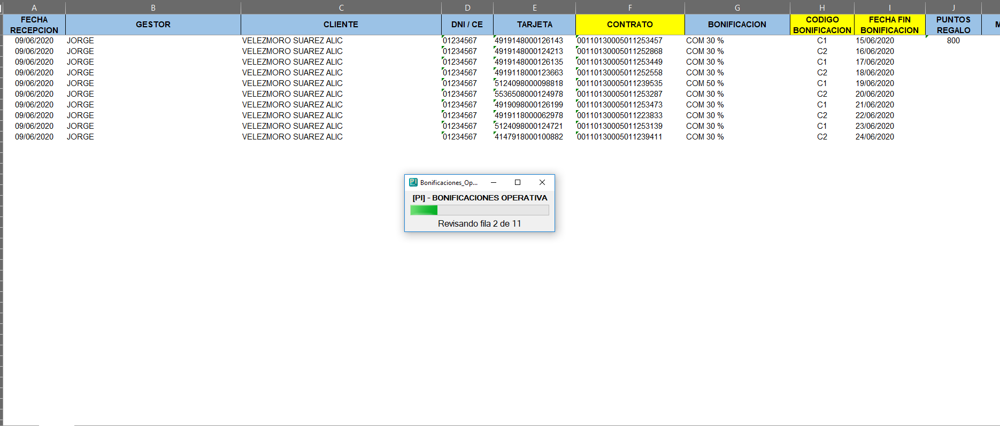 A B C D E F G H I J
FECHA RECEPCION GESTOR CLIENTE DNI / CE TARJETA CONTRATO BONIFICACION CODIGO BONIFICACION FECHA FIN BONIFICACION PUNTOS REGALO M
09/06/2020 JORGE VELEZMORO SUAREZ ALIC 01234567 4919148000126143 00110130005011253457 COM 30 % C1 15/06/2020 800
09/06/2020 JORGE VELEZMORO SUAREZ ALIC 01234567 4919148000124213 00110130005011252868 COM 30 % C2 16/06/2020
09/06/2020 JORGE VELEZMORO SUAREZ ALIC 01234567 4919148000126135 00110130005011253449 COM 30 % C1 17/06/2020
09/06/2020 JORGE VELEZMORO SUAREZ ALIC 01234567 4919118000123663 00110130005011252558 COM 30 % C2 18/06/2020
09/06/2020 JORGE VELEZMORO SUAREZ ALIC 01234567 5124098000098818 00110130005011239535 COM 50 % C1 19/06/2020
09/06/2020 JORGE VELEZMORO SUAREZ ALIC 01234567 5536508000124978 00110130005011253287 COM 30 % C2 20/06/2020
09/06/2020 JORGE VELEZMORO SUAREZ ALIC 01234567 4919098000126199 00110130005011253473 COM 30 % C1 21/06/2020
09/06/2020 JORGE VELEZMORO SUAREZ ALIC 01234567 4919118000062978 00110130005011223833 COM 30 % C2 22/06/2020
09/06/2020 JORGE VELEZMORO SUAREZ ALIC 01234567 5124098000124721 00110130005011253139 COM 30 % C1 23/06/2020
09/06/2020 JORGE VELEZMORO SUAREZ ALIC 01234567 4147918000100882 00110130005011239411 COM 30 % C2 24/06/2020
Bonificaciones_Op...
[PI] - BONIFICACIONES OPERATIVA
Revisando fila 2 de 11